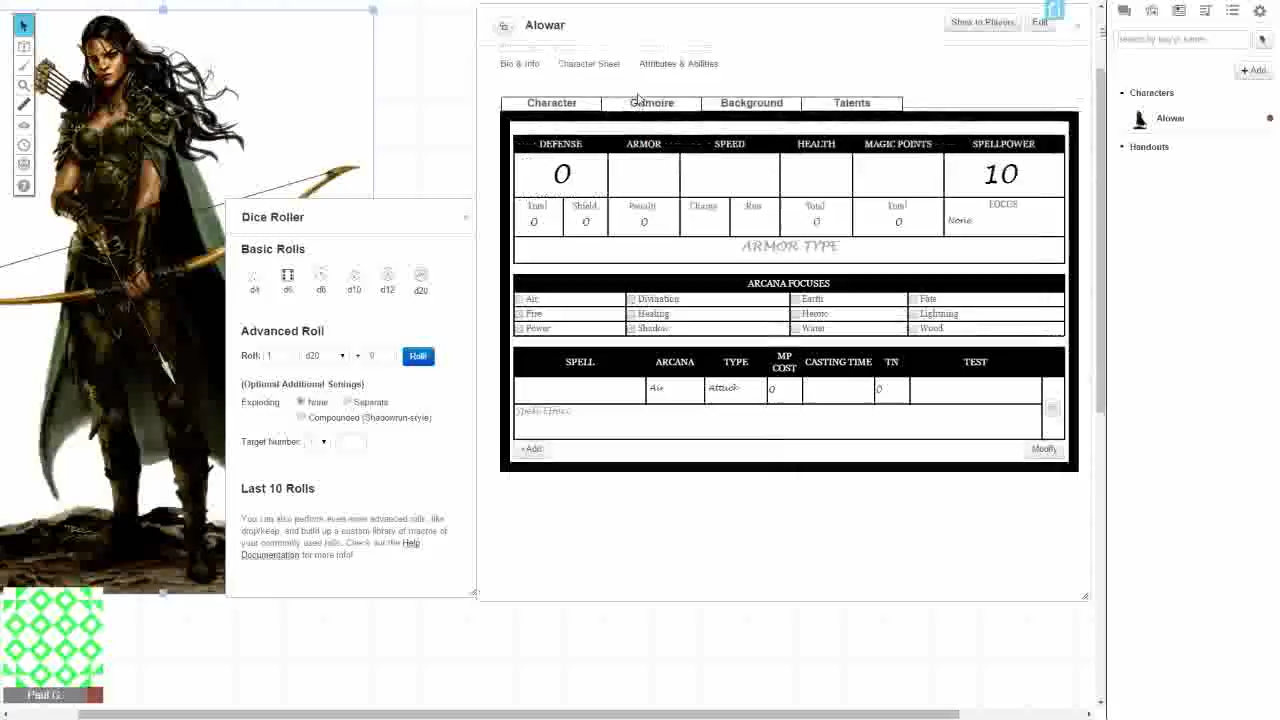 Alowar
Show to Players
Edit
Bio & Info
Character Sheet
Attributes & Abilities
Character
Grimoire
Background
Talents
DEFENSE
ARMOR
SPEED
HEALTH
MAGIC POINTS
SPELLPOWER
0
10
Shield
Penalty
Run
Total
FOCUS
0
0
0
0
0
None
ARMOR TYPE
ARCANA FOCUSES
Air
Divination
Earth
Fate
Fire
Healing
Heroic
Lightning
Power
Shadow
Water
Wood
SPELL
ARCANA
TYPE
MP COST
CASTING TIME
TN
TEST
Air
Attack
0
0
Spell Effects
+Add
Modify
Dice Roller
Basic Rolls
d4
d6
d8
d10
d12
d20
Advanced Roll
Roll: 1 d20 + 0 Roll!
(Optional Additional Settings)
Exploding None Separate
Compounded (Shadowrun-style)
Target Number:
Last 10 Rolls
You can also perform even more advanced rolls, like
drop/keep, and build up a custom library of macros of
your commonly used rolls. Check out the Help
Documentation for more info!
Search by tag or name...
+ Add
Characters
Alowar
Handouts
Paul G.